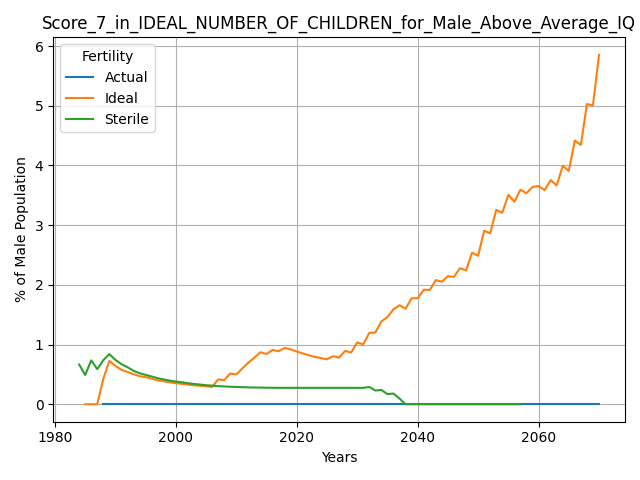 Score_7_in_IDEAL_NUMBER_OF_CHILDREN_for_Male_Above_Average_IQ
Fertility
Actual
Ideal
Sterile
% of Male Population
6
5
4
3
2
1
0
1980 2000 2020 2040 2060
Years